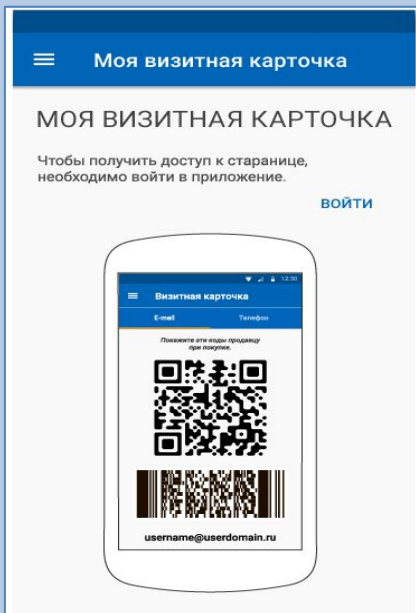 Моя визитная карточка
МОЯ ВИЗИТНАЯ КАРТОЧКА
Чтобы получить доступ к старанице,
необходимо войти в приложение.
ВОЙТИ
12:30
Визитная карточка
E-mail Телефон
Покажите эти коды продавцу
при покупке.
username@userdomain.ru